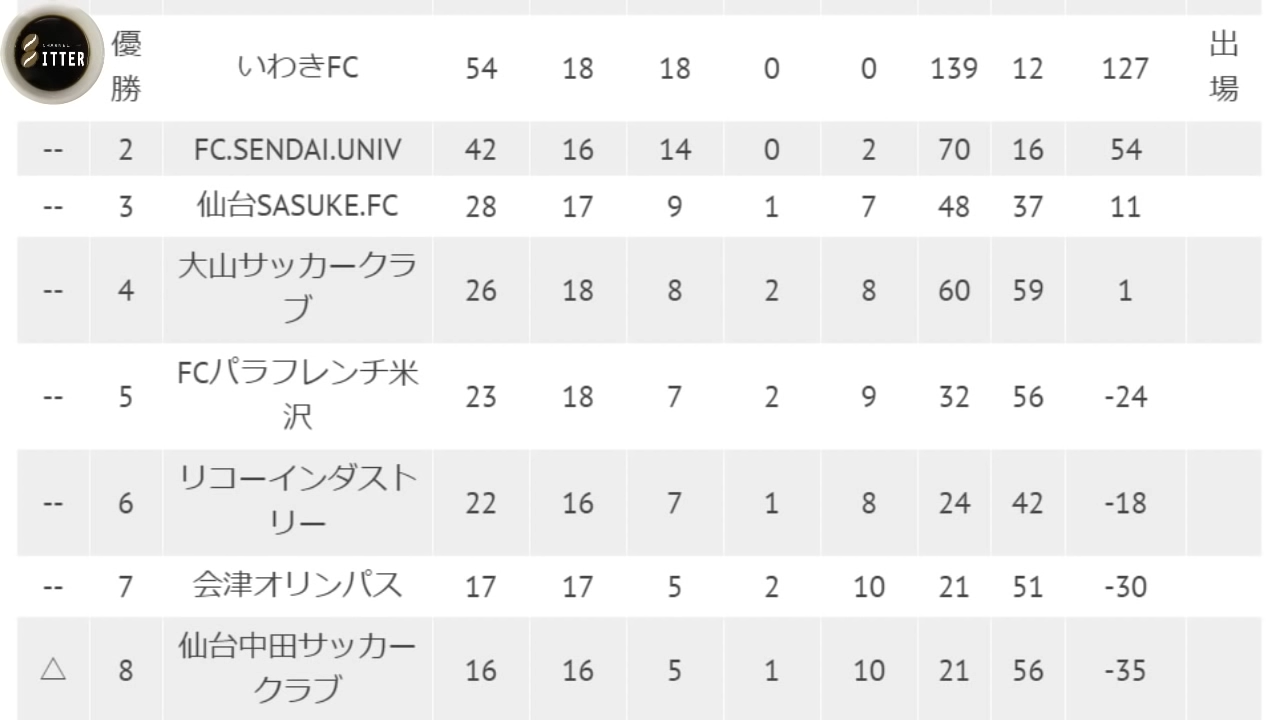 CHANNEL
BITTER
優
勝
いわきFC 54 18 18 0 0 139 12 127
出
場
-- 2 FC.SENDAI.UNIV 42 16 14 0 2 70 16 54
-- 3 仙台SASUKE.FC 28 17 9 1 7 48 37 11
大山サッカークラ
-- 4 26 18 8 2 8 60 59 1
ブ
FCパラフレンチ米
-- 5 23 18 7 2 9 32 56 -24
沢
リコーインダスト
-- 6 22 16 7 1 8 24 42 -18
リー
-- 7 会津オリンパス 17 17 5 2 10 21 51 -30
仙台中田サッカー
△ 8 16 16 5 1 10 21 56 -35
クラブ